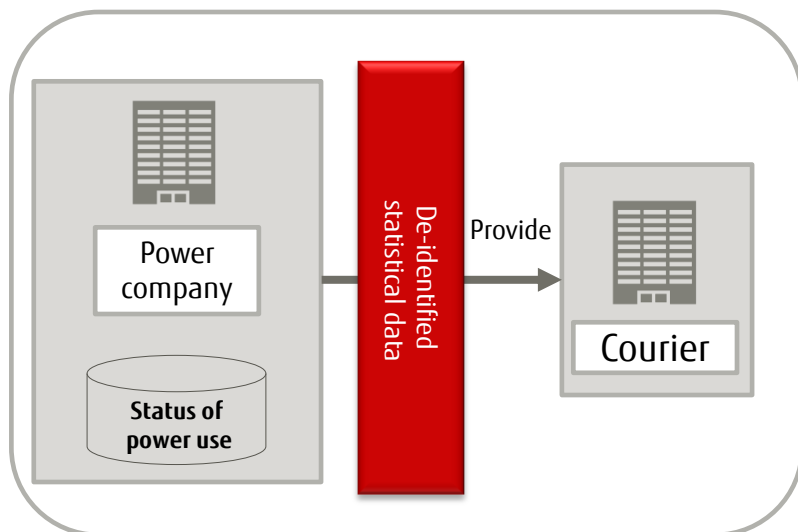 Power
company
Status of
power use
De-identified
statistical data
Provide
Courier